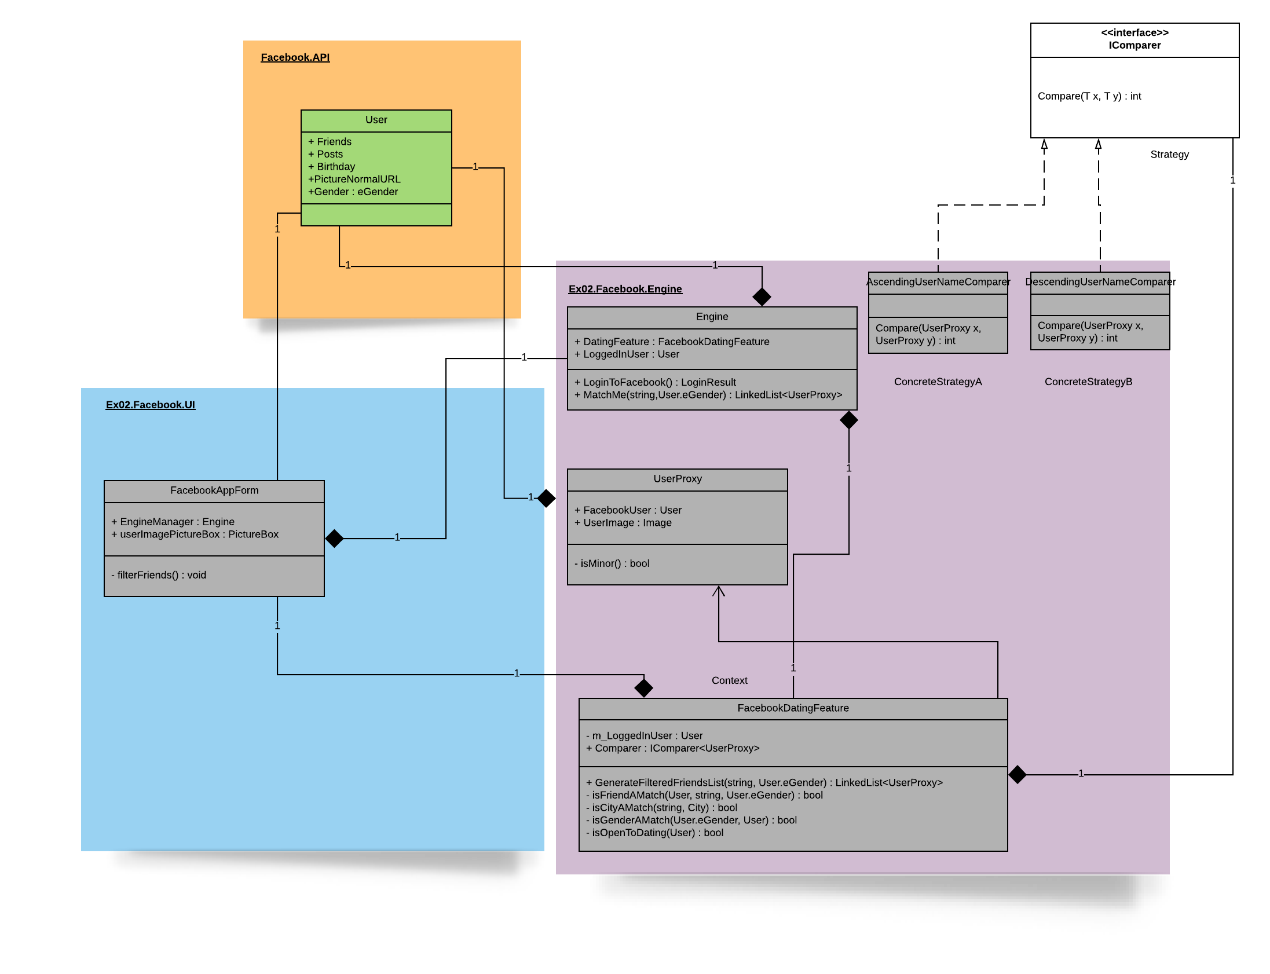 <<interface>>
IComparer
Compare(T x, T y) : int
Strategy
1
Facebook.API
User
+ Friends
+ Posts
+ Birthday
+PictureNormalURL
+Gender : eGender
1
1
1
1
Ex02.Facebook.Engine
AscendingUserNameComparer
Compare(UserProxy x,
UserProxy y) : int
ConcreteStrategyA
DescendingUserNameComparer
Compare(UserProxy x,
UserProxy y) : int
ConcreteStrategyB
Engine
+ DatingFeature : FacebookDatingFeature
+ LoggedInUser : User
+ LoginToFacebook() : LoginResult
+ MatchMe(string,User.eGender) : LinkedList<UserProxy>
1
1
Ex02.Facebook.UI
FacebookAppForm
+ EngineManager : Engine
+ userImagePictureBox : PictureBox
- filterFriends() : void
1
1
1
1
UserProxy
+ FacebookUser : User
+ UserImage : Image
- isMinor() : bool
1
Context
FacebookDatingFeature
- m_LoggedInUser : User
+ Comparer : IComparer<UserProxy>
+ GenerateFilteredFriendsList(string, User.eGender) : LinkedList<UserProxy>
- isFriendAMatch(User, string, User.eGender) : bool
- isCityAMatch(string, City) : bool
- isGenderAMatch(User.eGender, User) : bool
- isOpenToDating(User) : bool
1